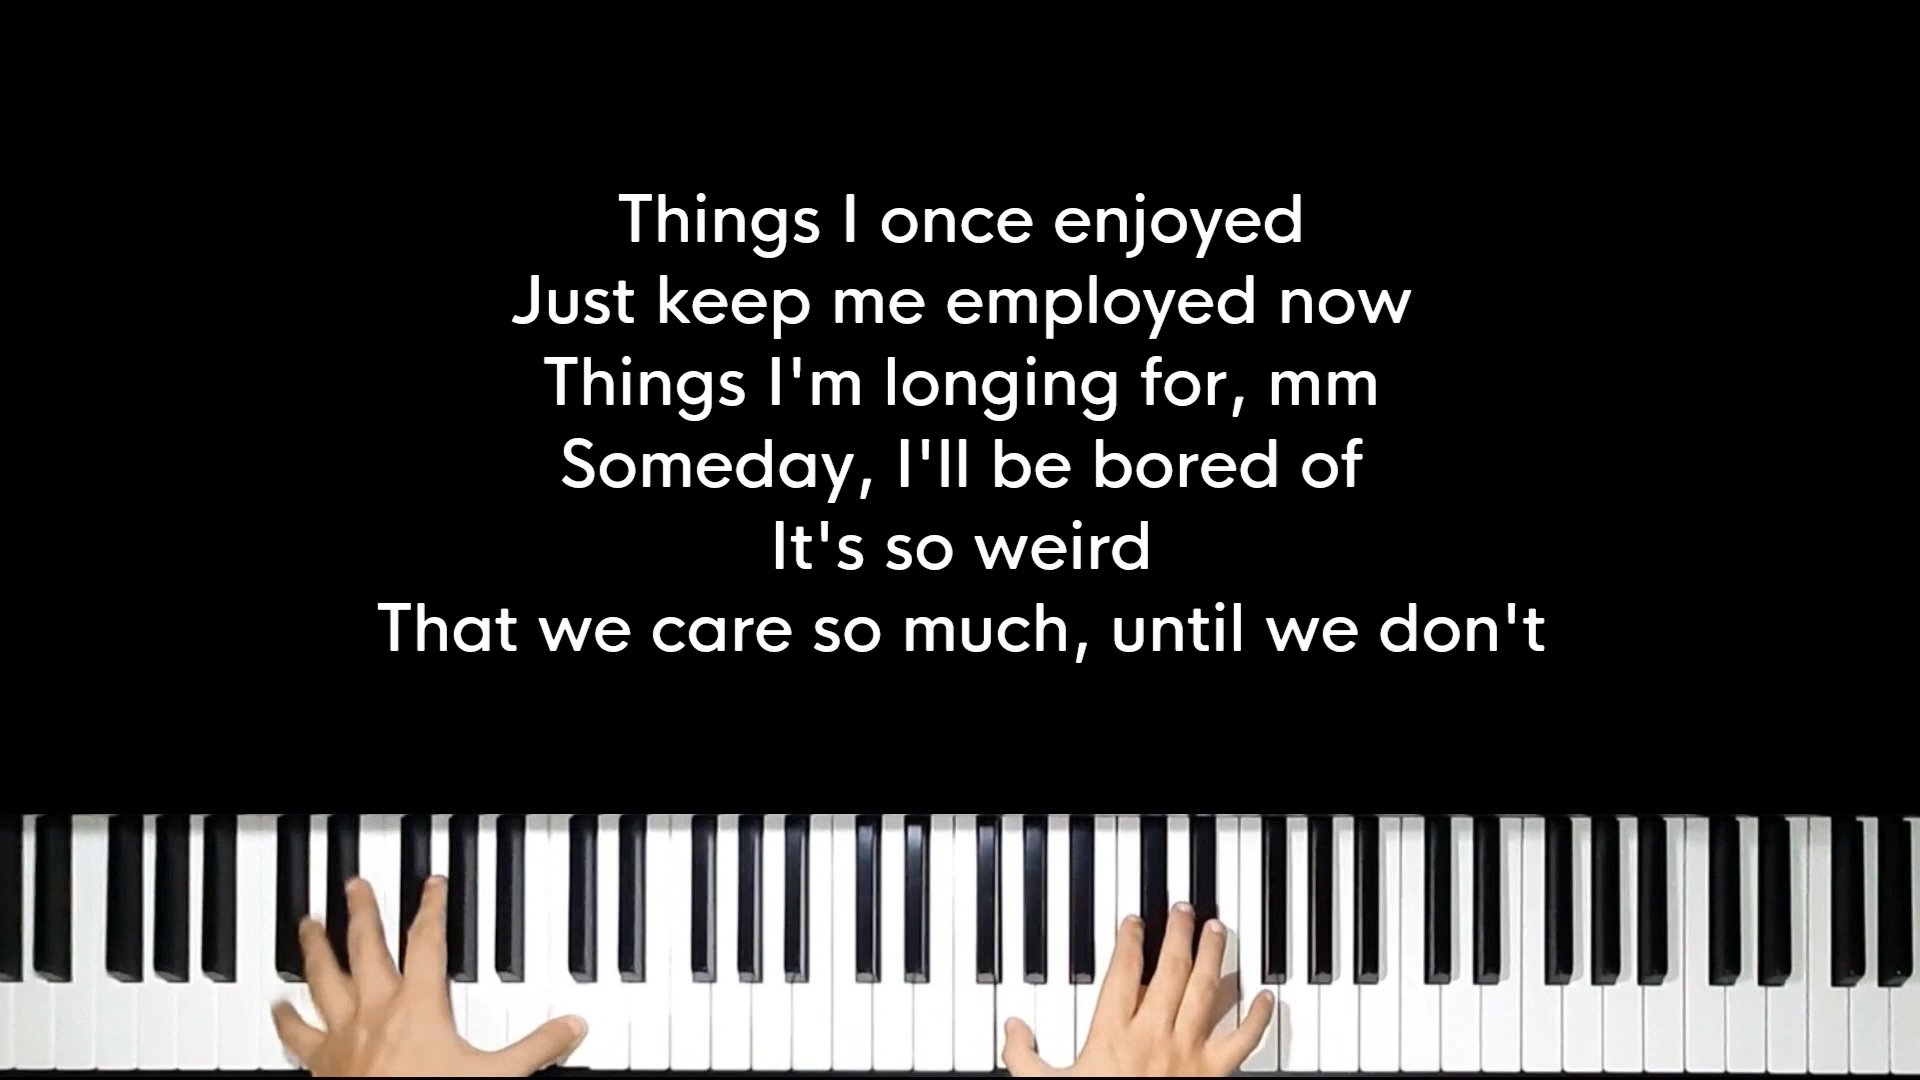 Things I once enjoyed
Just keep me employed now
Things I'm longing for, mm
Someday, I'll be bored of
It's so weird
That we care so much, until we don't